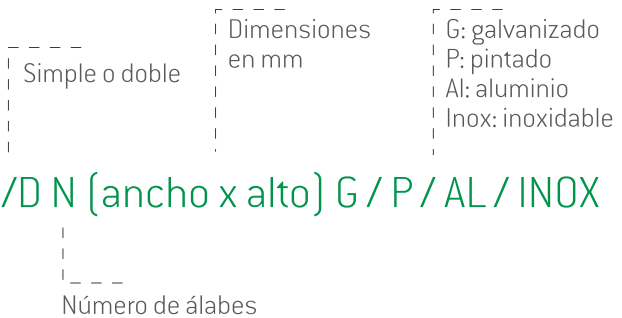 Simple o doble
Dimensiones
en mm
G: galvanizado
P: pintado
Al: aluminio
Inox: inoxidable
/D N (ancho x alto) G / P / AL / INOX
Número de álabes